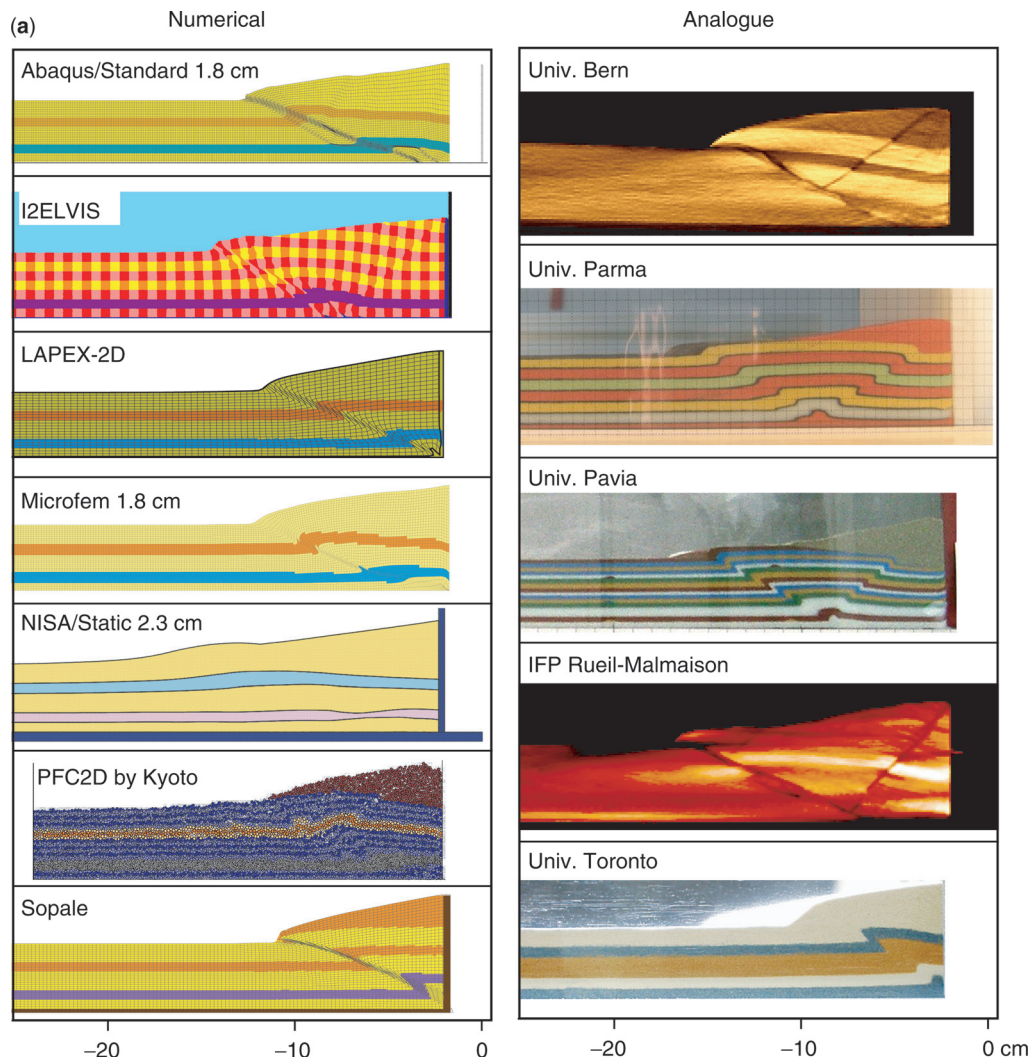 (a)
Numerical
Abaqus/Standard 1.8 cm
I2ELVIS
LAPEX-2D
Microfem 1.8 cm
NISA/Static 2.3 cm
PFC2D by Kyoto
Sopale
−20
−10
0
Analogue
Univ. Bern
Univ. Parma
Univ. Pavia
IFP Rueil-Malmaison
Univ. Toronto
−20
−10
0 cm